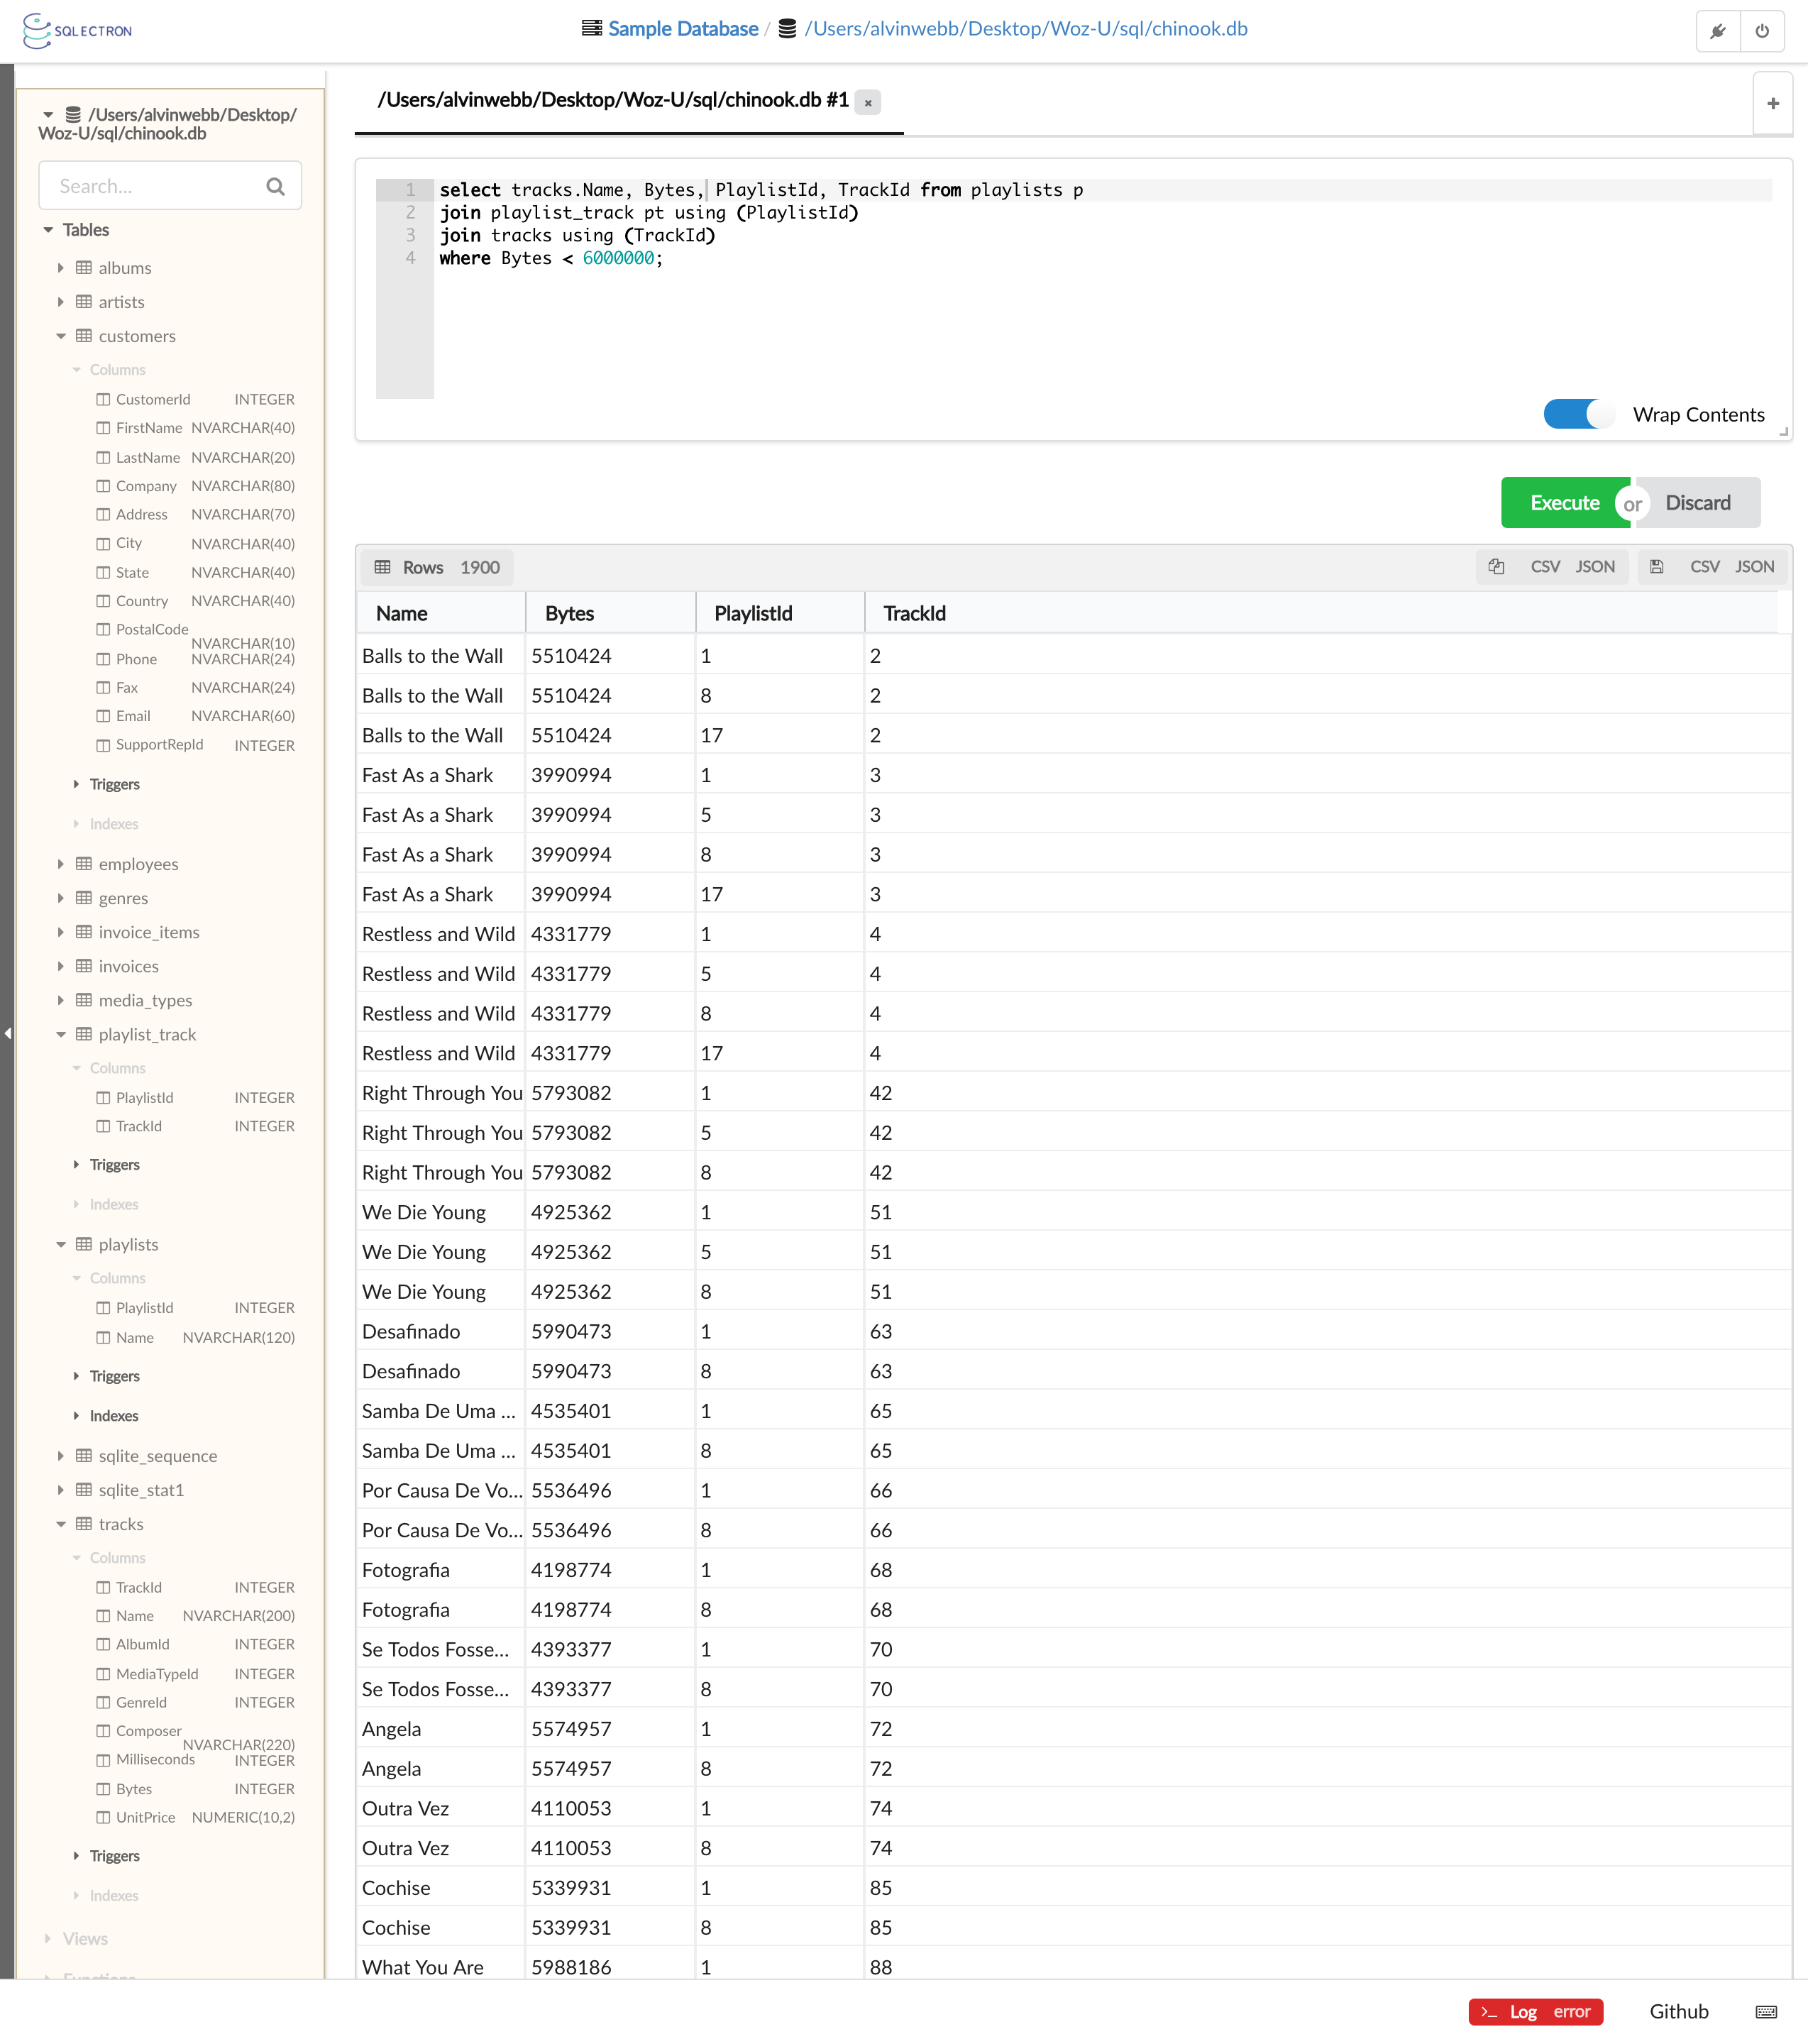 SQLECTRON
Sample Database / /Users/alvinwebb/Desktop/Woz-U/sql/chinook.db
/Users/alvinwebb/Desktop/
Woz-U/sql/chinook.db
Search...
Tables
albums
artists
customers
Columns
CustomerId INTEGER
FirstName NVARCHAR(40)
LastName NVARCHAR(20)
Company NVARCHAR(80)
Address NVARCHAR(70)
City NVARCHAR(40)
State NVARCHAR(40)
Country NVARCHAR(40)
PostalCode
NVARCHAR(10)
Phone NVARCHAR(24)
Fax NVARCHAR(24)
Email NVARCHAR(60)
SupportRepId INTEGER
Triggers
Indexes
employees
genres
invoice_items
invoices
media_types
playlist_track
Columns
PlaylistId INTEGER
TrackId INTEGER
Triggers
Indexes
playlists
Columns
PlaylistId INTEGER
Name NVARCHAR(120)
Triggers
Indexes
sqlite_sequence
sqlite_stat1
tracks
Columns
TrackId INTEGER
Name NVARCHAR(200)
AlbumId INTEGER
MediaTypeId INTEGER
GenreId INTEGER
Composer
NVARCHAR(220)
Milliseconds INTEGER
Bytes INTEGER
UnitPrice NUMERIC(10,2)
Triggers
Indexes
Views
Functions
/Users/alvinwebb/Desktop/Woz-U/sql/chinook.db #1 ×
+
1 select tracks.Name, Bytes, PlaylistId, TrackId from playlists p
2 join playlist_track pt using (PlaylistId)
3 join tracks using (TrackId)
4 where Bytes < 6000000;
Wrap Contents
Execute or Discard
Rows 1900 CSV JSON CSV JSON
Name Bytes PlaylistId TrackId
Balls to the Wall 5510424 1 2
Balls to the Wall 5510424 8 2
Balls to the Wall 5510424 17 2
Fast As a Shark 3990994 1 3
Fast As a Shark 3990994 5 3
Fast As a Shark 3990994 8 3
Fast As a Shark 3990994 17 3
Restless and Wild 4331779 1 4
Restless and Wild 4331779 5 4
Restless and Wild 4331779 8 4
Restless and Wild 4331779 17 4
Right Through You 5793082 1 42
Right Through You 5793082 5 42
Right Through You 5793082 8 42
We Die Young 4925362 1 51
We Die Young 4925362 5 51
We Die Young 4925362 8 51
Desafinado 5990473 1 63
Desafinado 5990473 8 63
Samba De Uma ... 4535401 1 65
Samba De Uma ... 4535401 8 65
Por Causa De Vo... 5536496 1 66
Por Causa De Vo... 5536496 8 66
Fotografia 4198774 1 68
Fotografia 4198774 8 68
Se Todos Fosse... 4393377 1 70
Se Todos Fosse... 4393377 8 70
Angela 5574957 1 72
Angela 5574957 8 72
Outra Vez 4110053 1 74
Outra Vez 4110053 8 74
Cochise 5339931 1 85
Cochise 5339931 8 85
What You Are 5988186 1 88
>_ Log error Github